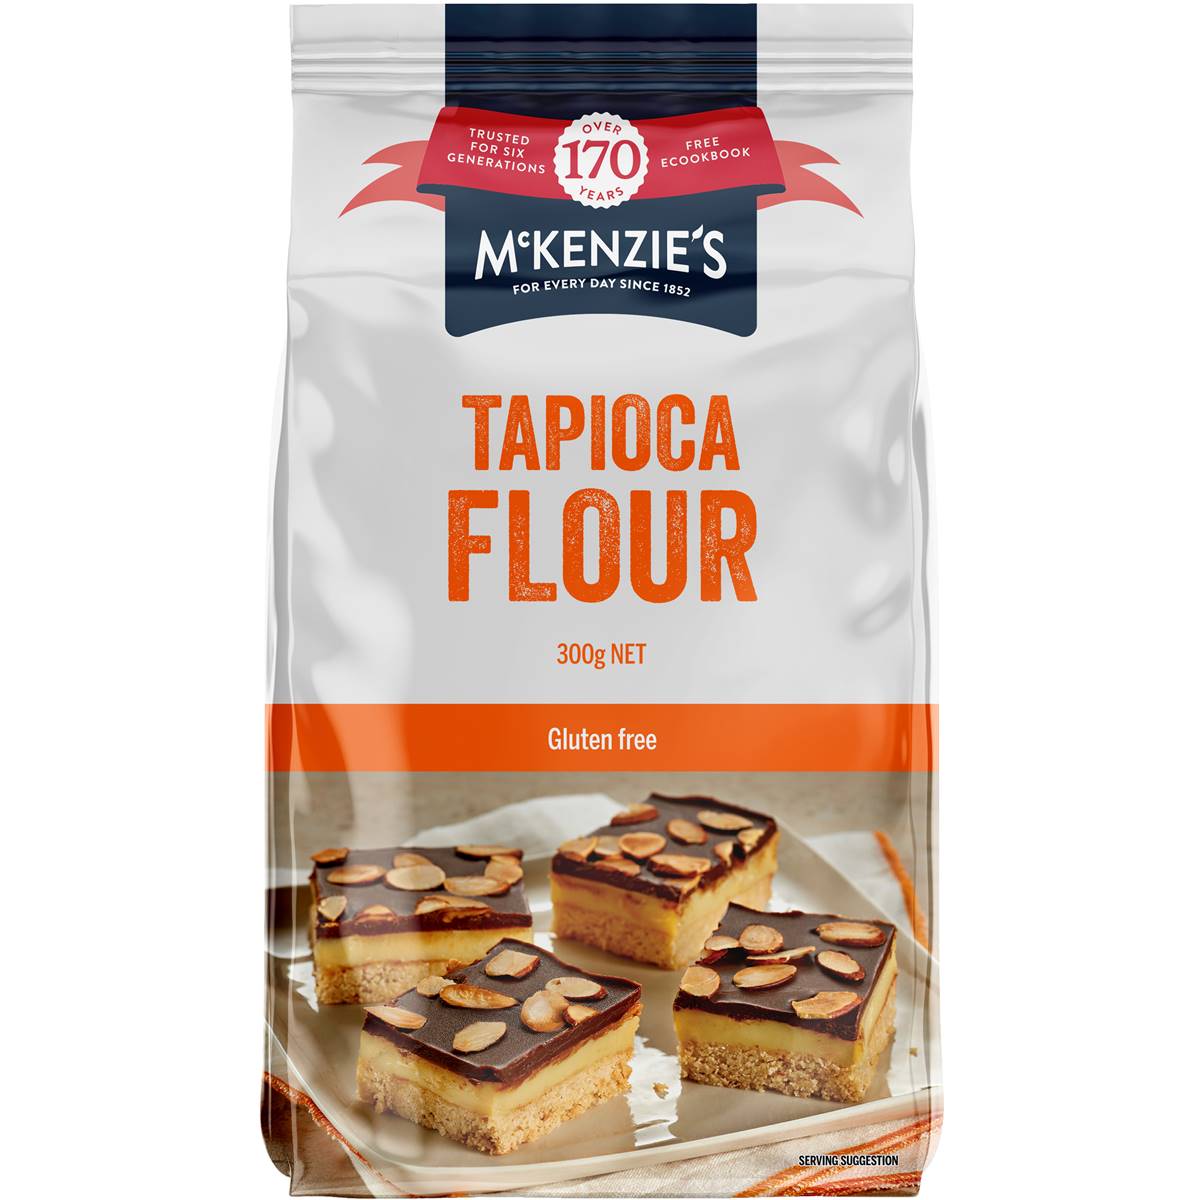 TRUSTED
FOR SIX
GENERATIONS
OVER
170
YEARS
FREE
ECOOKBOOK
McKENZIE'S
FOR EVERY DAY SINCE 1852
TAPIOCA
FLOUR
300g NET
Gluten free
SERVING SUGGESTION